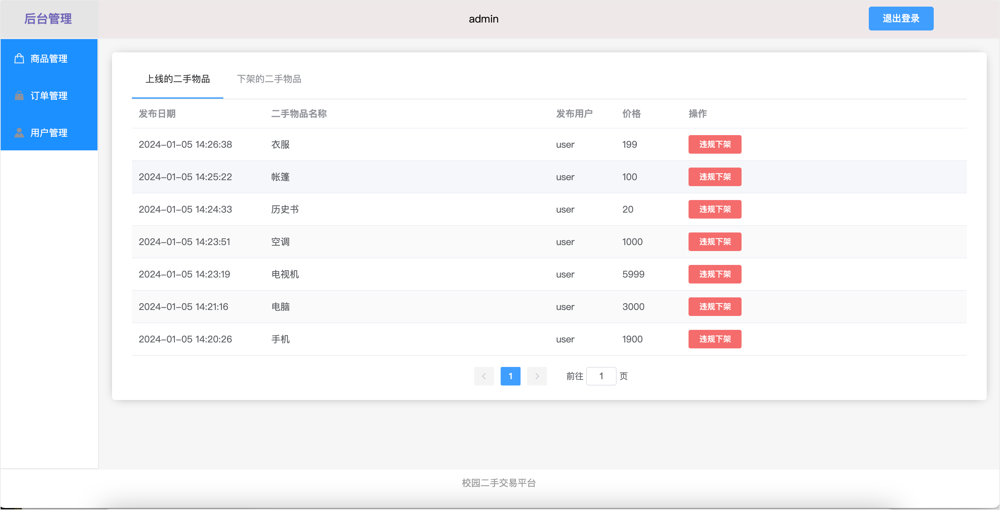 后台管理
admin
退出登录
商品管理
订单管理
用户管理
上线的二手物品 下架的二手物品
发布日期 二手物品名称 发布用户 价格 操作
2024-01-05 14:26:38 衣服 user 199 违规下架
2024-01-05 14:25:22 帐篷 user 100 违规下架
2024-01-05 14:24:33 历史书 user 20 违规下架
2024-01-05 14:23:51 空调 user 1000 违规下架
2024-01-05 14:23:19 电视机 user 5999 违规下架
2024-01-05 14:21:16 电脑 user 3000 违规下架
2024-01-05 14:20:26 手机 user 1900 违规下架
1 前往 1 页
校园二手交易平台